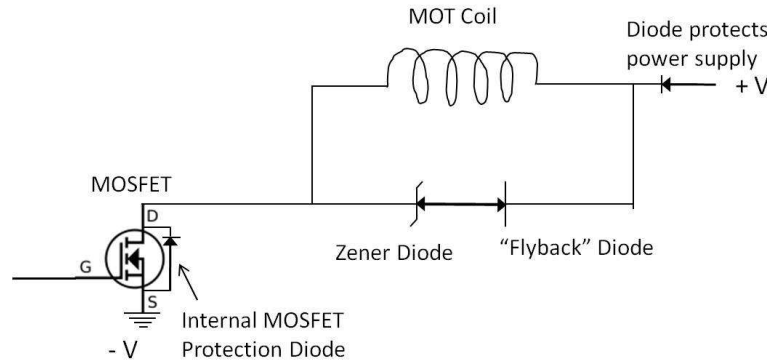 MOT Coil
Diode protects
power supply
+ V
MOSFET
D
G
S
Zener Diode
“Flyback” Diode
Internal MOSFET
Protection Diode
- V